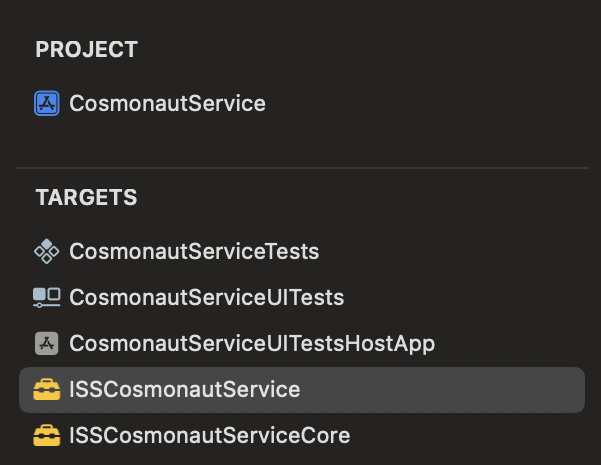 PROJECT
CosmonautService
TARGETS
CosmonautServiceTests
CosmonautServiceUITests
CosmonautServiceUITestsHostApp
ISSCosmonautService
ISSCosmonautServiceCore